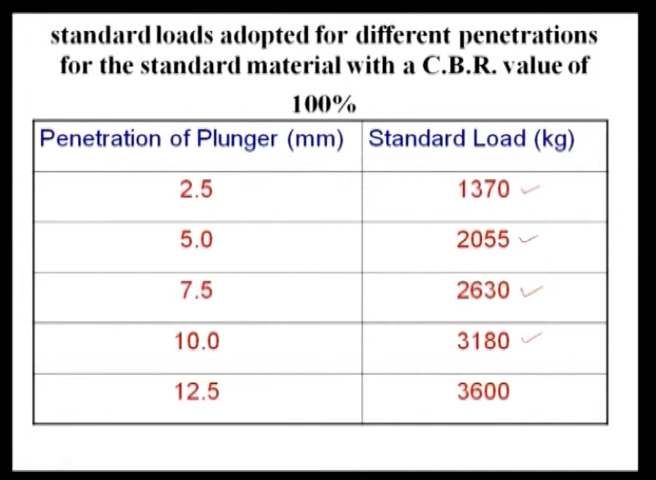 standard loads adopted for different penetrations
for the standard material with a C.B.R. value of
100%
Penetration of Plunger (mm) Standard Load (kg)
2.5 1370
5.0 2055
7.5 2630
10.0 3180
12.5 3600